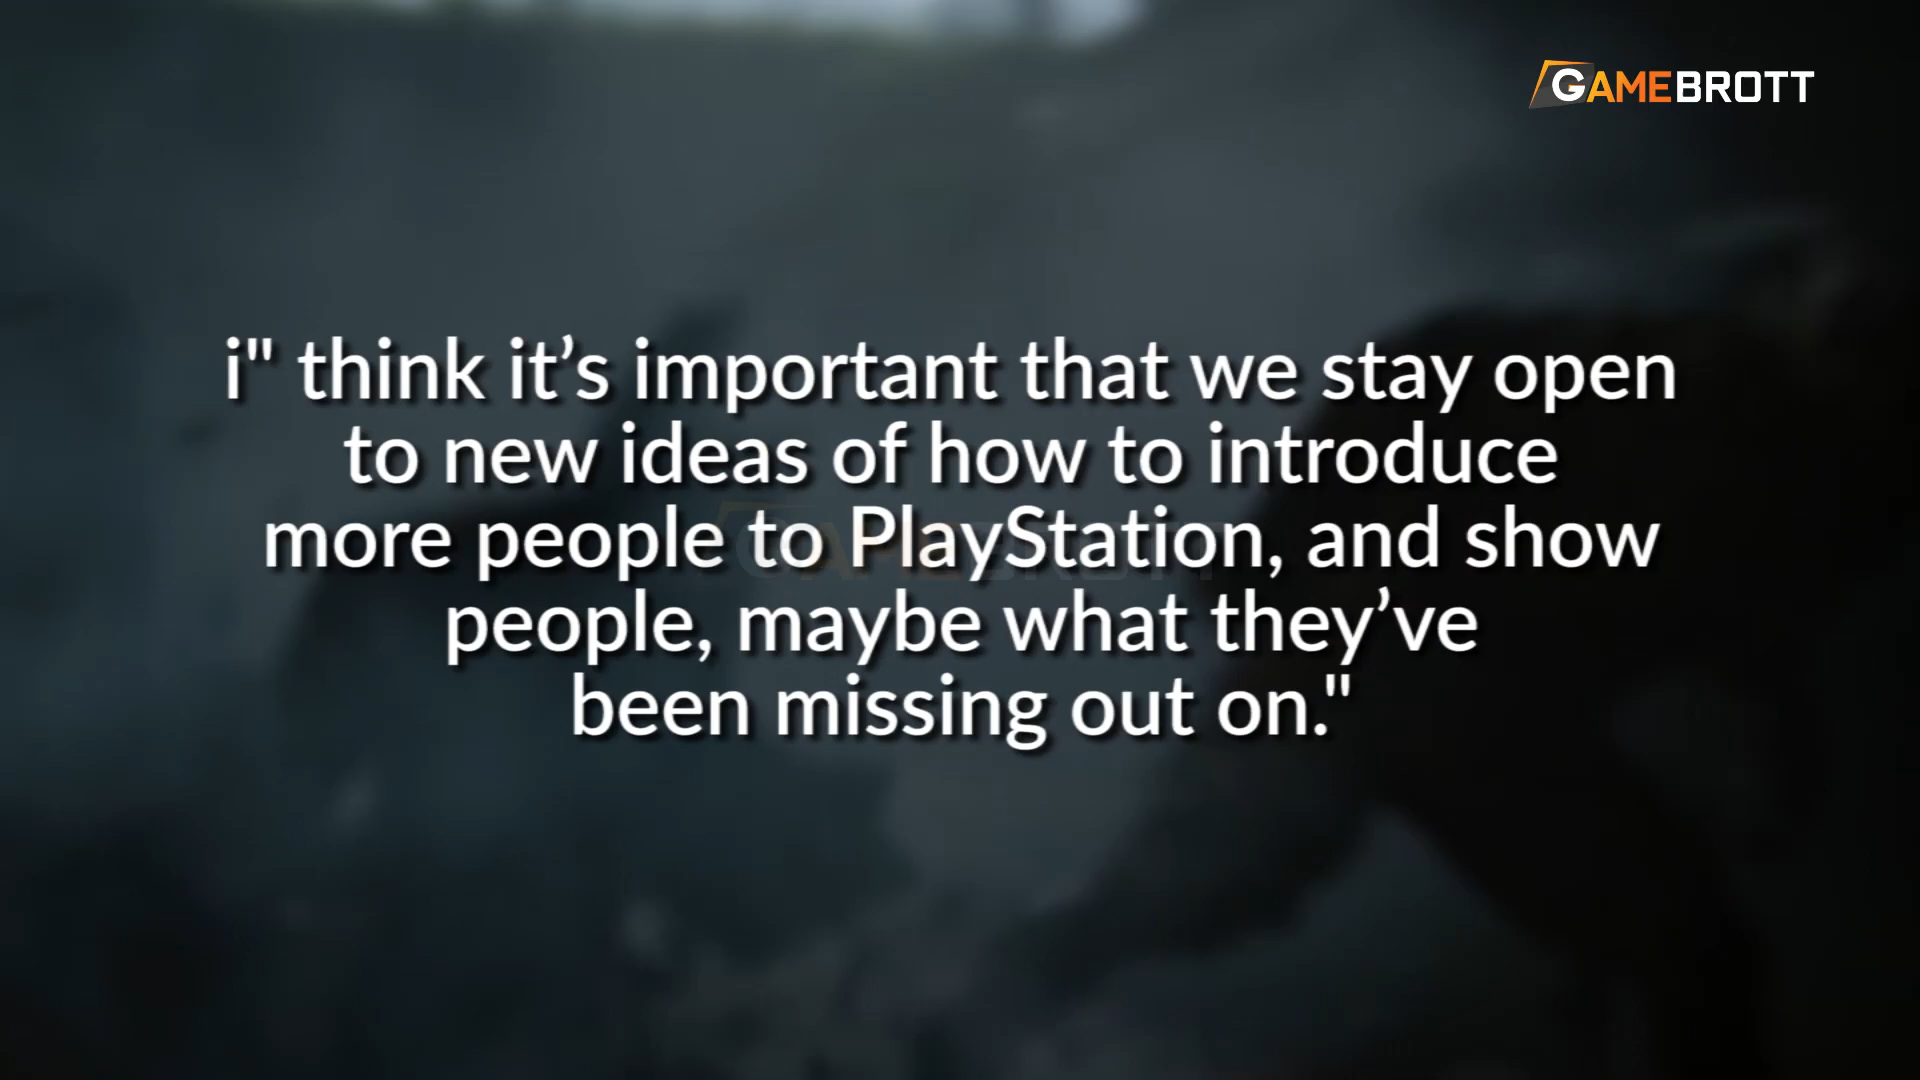 GAMEBROTT
i" think it’s important that we stay open
to new ideas of how to introduce
more people to PlayStation, and show
people, maybe what they’ve
been missing out on."
GAMEBROTT